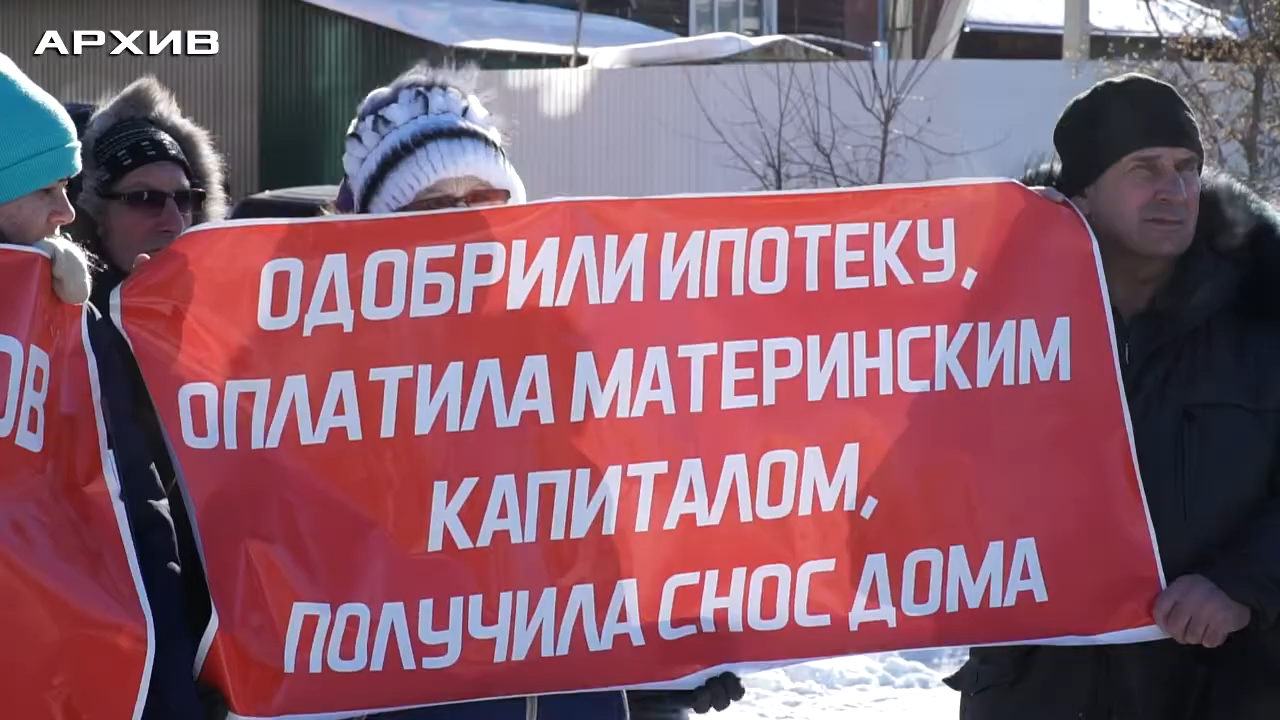 АРХИВ
ОДОБРИЛИ ИПОТЕКУ,
ОПЛАТИЛА МАТЕРИНСКИМ
КАПИТАЛОМ,
ПОЛУЧИЛА СНОС ДОМА